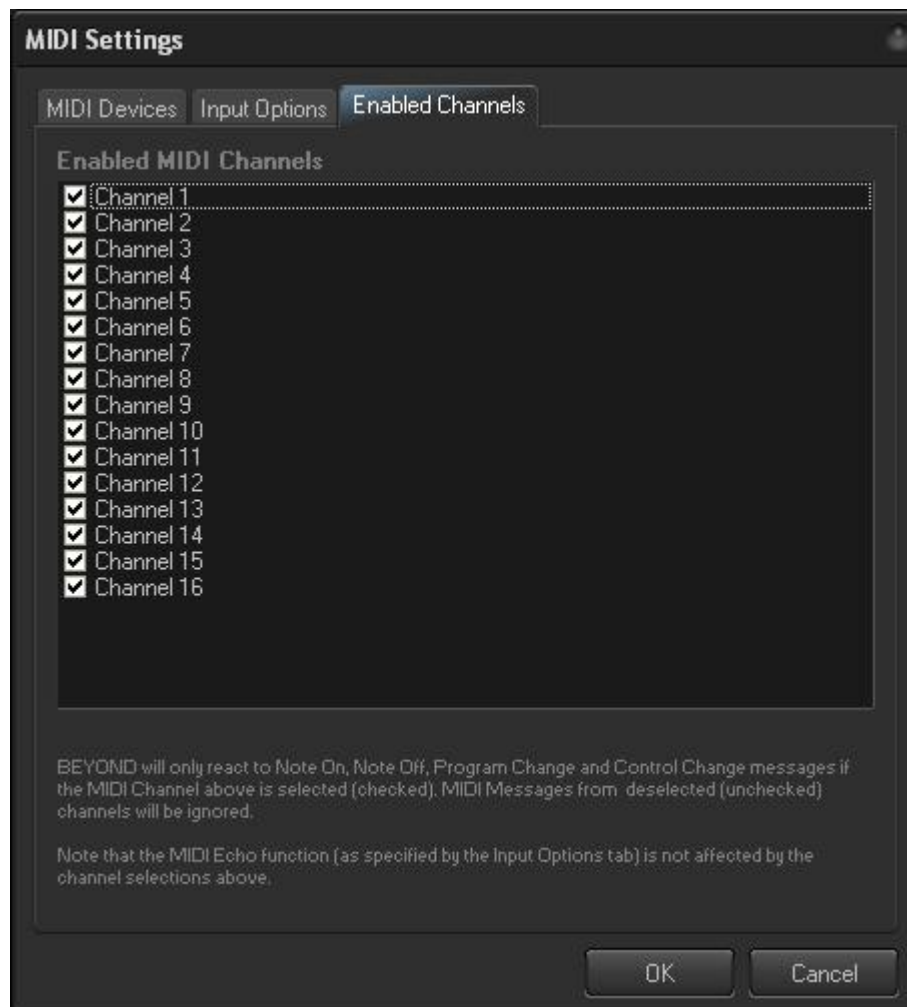 MIDI Settings
MIDI Devices Input Options Enabled Channels
Enabled MIDI Channels
Channel 1
Channel 2
Channel 3
Channel 4
Channel 5
Channel 6
Channel 7
Channel 8
Channel 9
Channel 10
Channel 11
Channel 12
Channel 13
Channel 14
Channel 15
Channel 16
BEYOND will only react to Note On, Note Off, Program Change and Control Change messages if
the MIDI Channel above is selected (checked). MIDI Messages from deselected (unchecked)
channels will be ignored.
Note that the MIDI Echo function (as specified by the Input Options tab) is not affected by the
channel selections above.
OK Cancel